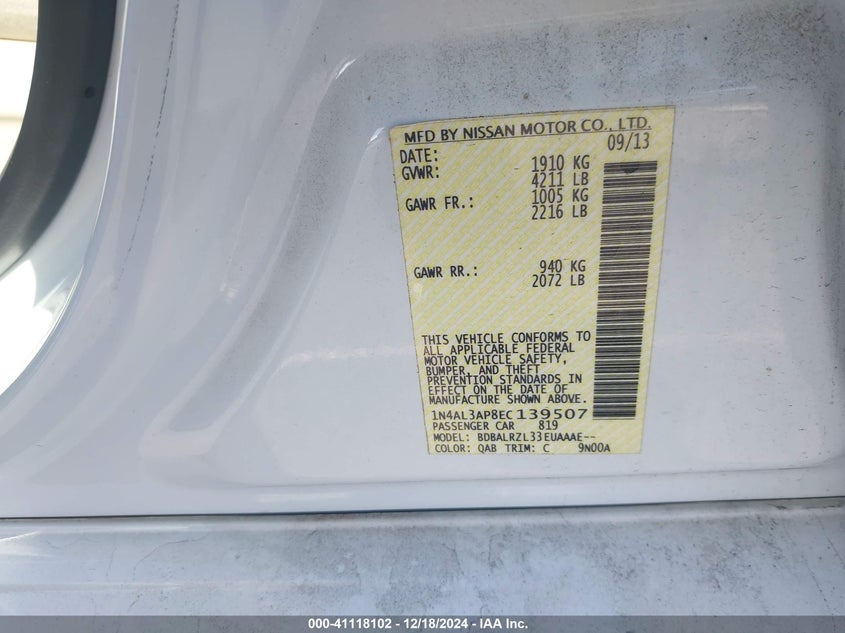 MFD BY NISSAN MOTOR CO., LTD.
DATE: 09/13
GVWR: 1910 KG
4211 LB
GAWR FR.: 1005 KG
2216 LB
GAWR RR.: 940 KG
2072 LB
THIS VEHICLE CONFORMS TO
ALL APPLICABLE FEDERAL
MOTOR VEHICLE SAFETY,
BUMPER, AND THEFT
PREVENTION STANDARDS IN
EFFECT ON THE DATE OF
MANUFACTURE SHOWN ABOVE.
1N4AL3AP8EC139507
PASSENGER CAR 819
MODEL: BDBALRZL33EUAAAE--
COLOR: QAB TRIM: C 9N00A
000-41118102 - 12/18/2024 - IAA Inc.